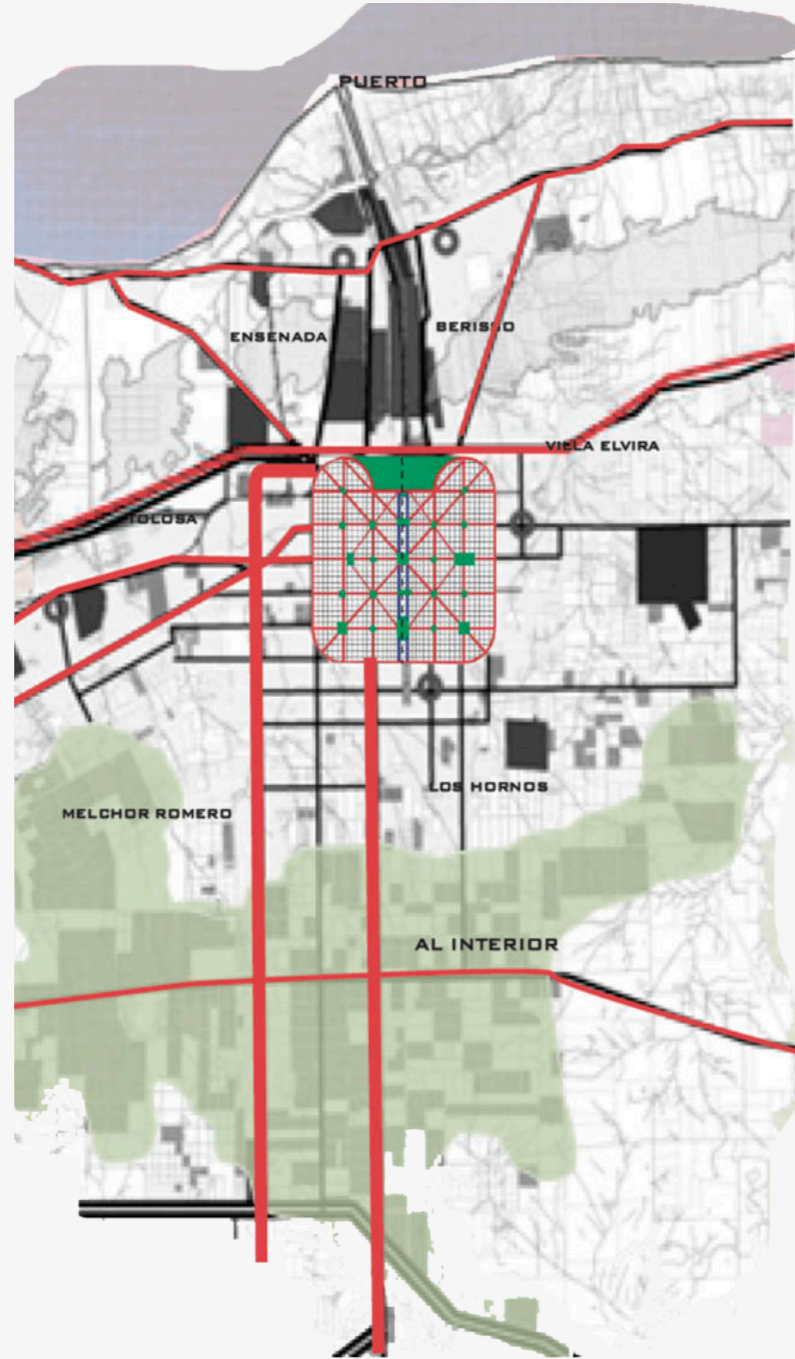 PUERTO
ENSENADA
BERISSO
VILLA ELVIRA
TOLOSA
LOS HORNOS
MELCHOR ROMERO
AL INTERIOR